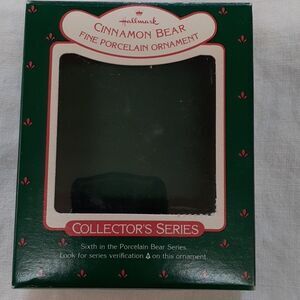 Hallmark
CINNAMON BEAR
FINE PORCELAIN ORNAMENT
COLLECTOR'S SERIES
Sixth in the Porcelain Bear Series.
Look for series verification on this ornament.